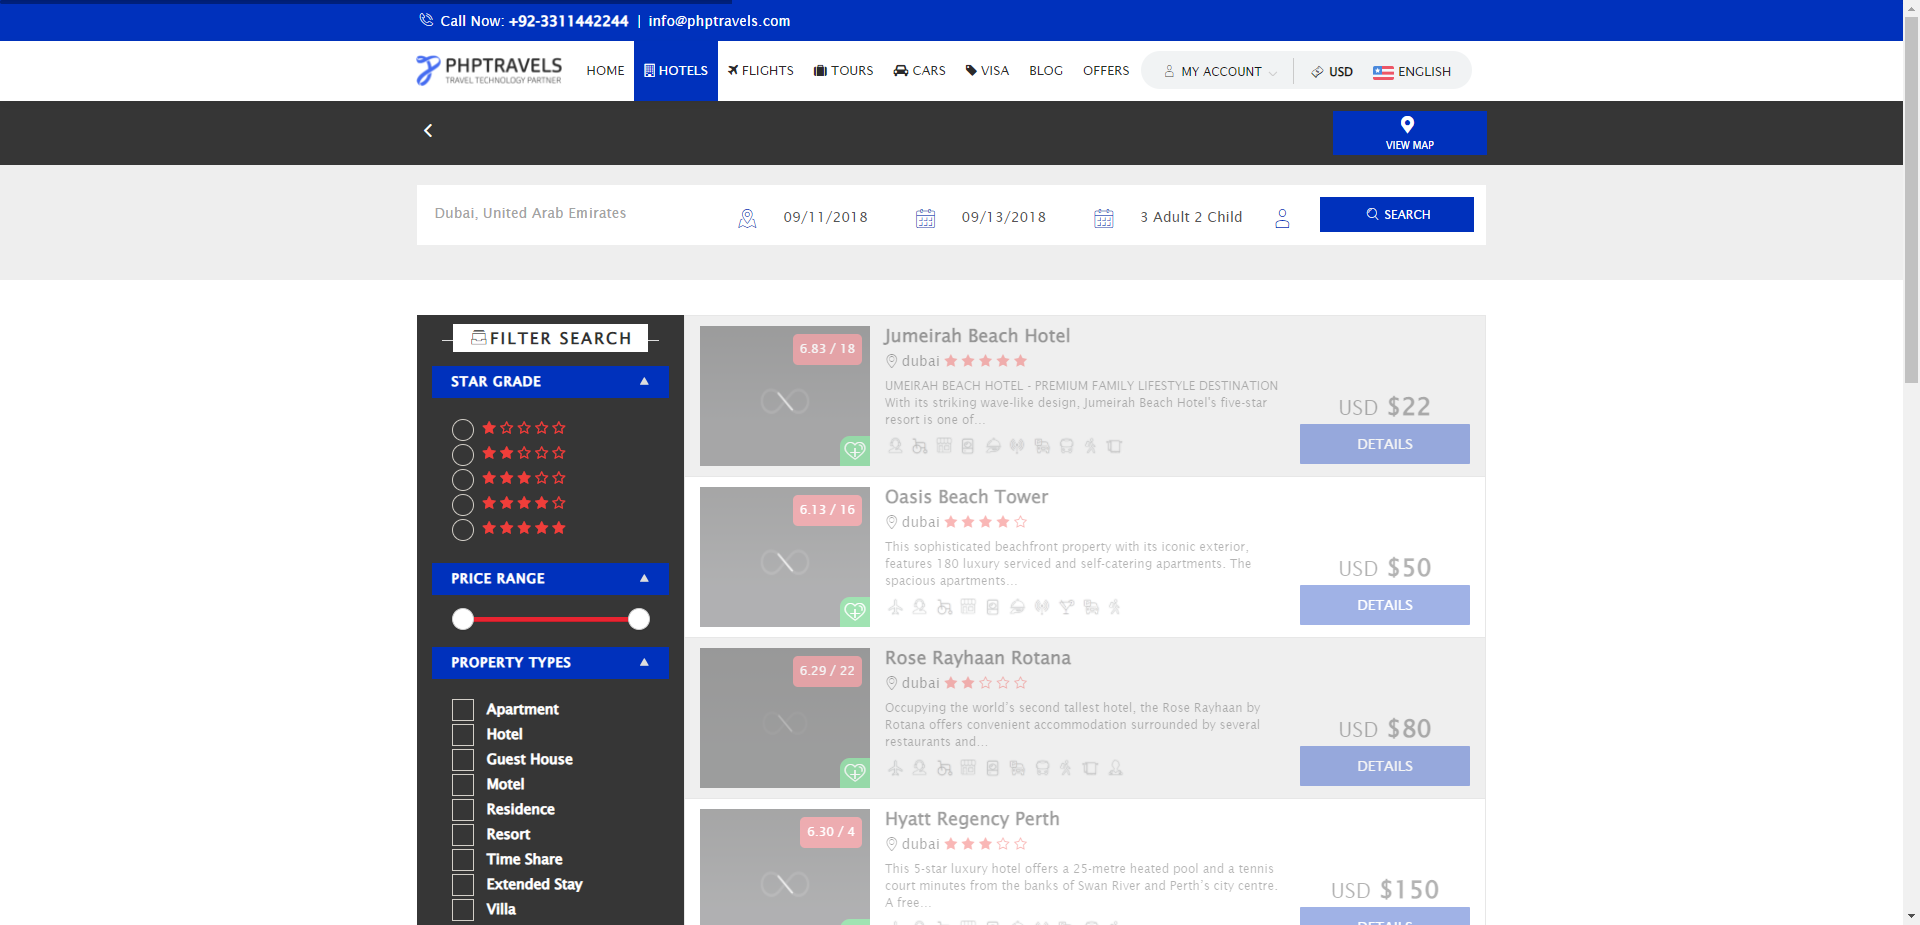 Call Now: +92-3311442244 | info@phptravels.com
PHPTRAVELS
TRAVEL TECHNOLOGY PARTNER
HOME HOTELS FLIGHTS TOURS CARS VISA BLOG OFFERS MY ACCOUNT USD ENGLISH
VIEW MAP
Dubai, United Arab Emirates 09/11/2018 09/13/2018 3 Adult 2 Child SEARCH
FILTER SEARCH
STAR GRADE
PRICE RANGE
PROPERTY TYPES
Apartment
Hotel
Guest House
Motel
Residence
Resort
Time Share
Extended Stay
Villa
6.83 / 18
Jumeirah Beach Hotel
dubai
UMEIRAH BEACH HOTEL - PREMIUM FAMILY LIFESTYLE DESTINATION
With its striking wave-like design, Jumeirah Beach Hotel's five-star
resort is one of...
USD $22
DETAILS
6.13 / 16
Oasis Beach Tower
dubai
This sophisticated beachfront property with its iconic exterior,
features 180 luxury serviced and self-catering apartments. The
spacious apartments...
USD $50
DETAILS
6.29 / 22
Rose Rayhaan Rotana
dubai
Occupying the world's second tallest hotel, the Rose Rayhaan by
Rotana offers convenient accommodation surrounded by several
restaurants and...
USD $80
DETAILS
6.30 / 4
Hyatt Regency Perth
dubai
This 5-star luxury hotel offers a 25-metre heated pool and a tennis
court minutes from the banks of Swan River and Perth's city centre.
A free...
USD $150
DETAILS